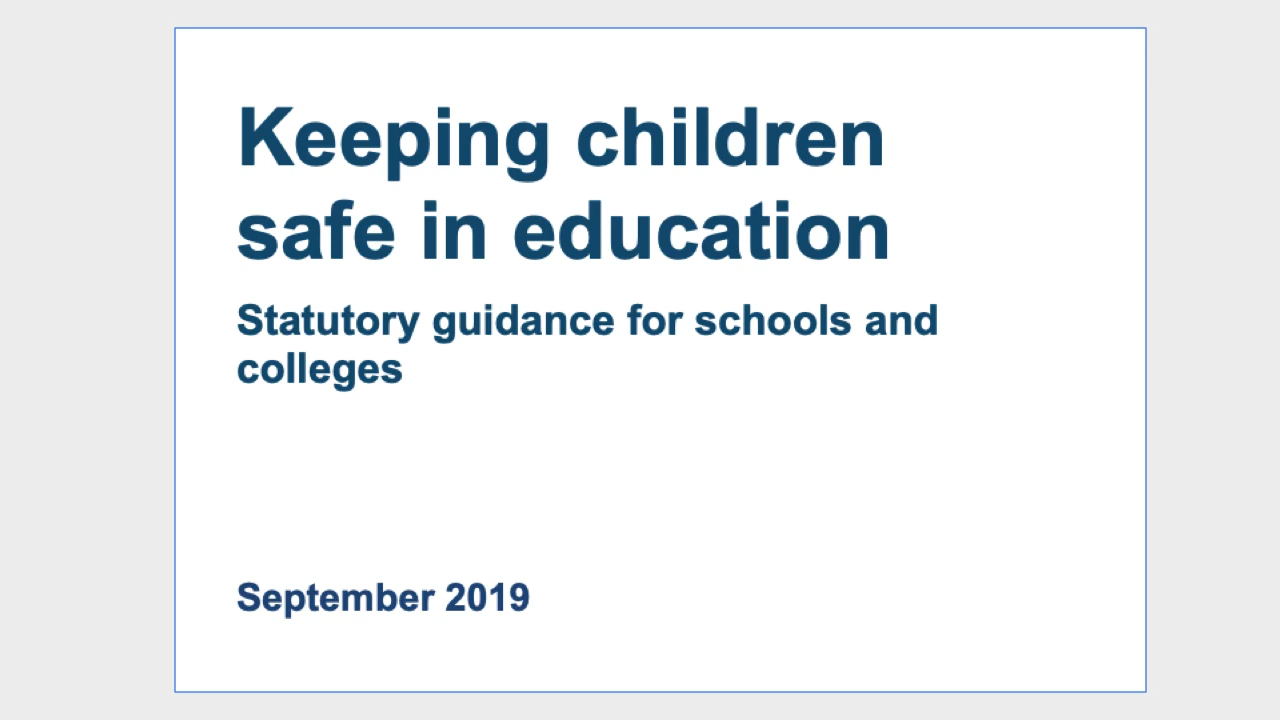 Keeping children
safe in education
Statutory guidance for schools and
colleges
September 2019